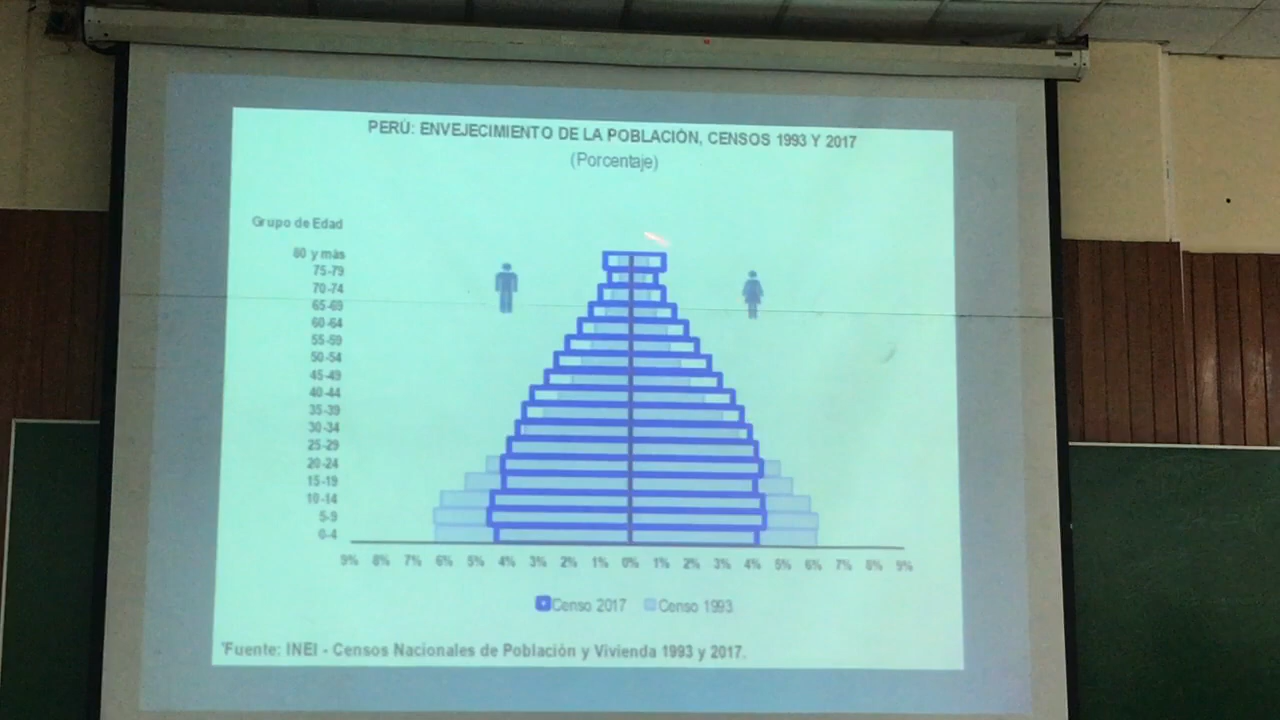 PERÚ: ENVEJECIMIENTO DE LA POBLACIÓN, CENSOS 1993 Y 2017
(Porcentaje)
Grupo de Edad
80 y más
75-79
70-74
65-69
60-64
55-59
50-54
45-49
40-44
35-39
30-34
25-29
20-24
15-19
10-14
5-9
0-4
9% 8% 7% 6% 5% 4% 3% 2% 1% 0% 1% 2% 3% 4% 5% 6% 7% 8% 9%
Censo 2017 Censo 1993
Fuente: INEI - Censos Nacionales de Población y Vivienda 1993 y 2017.